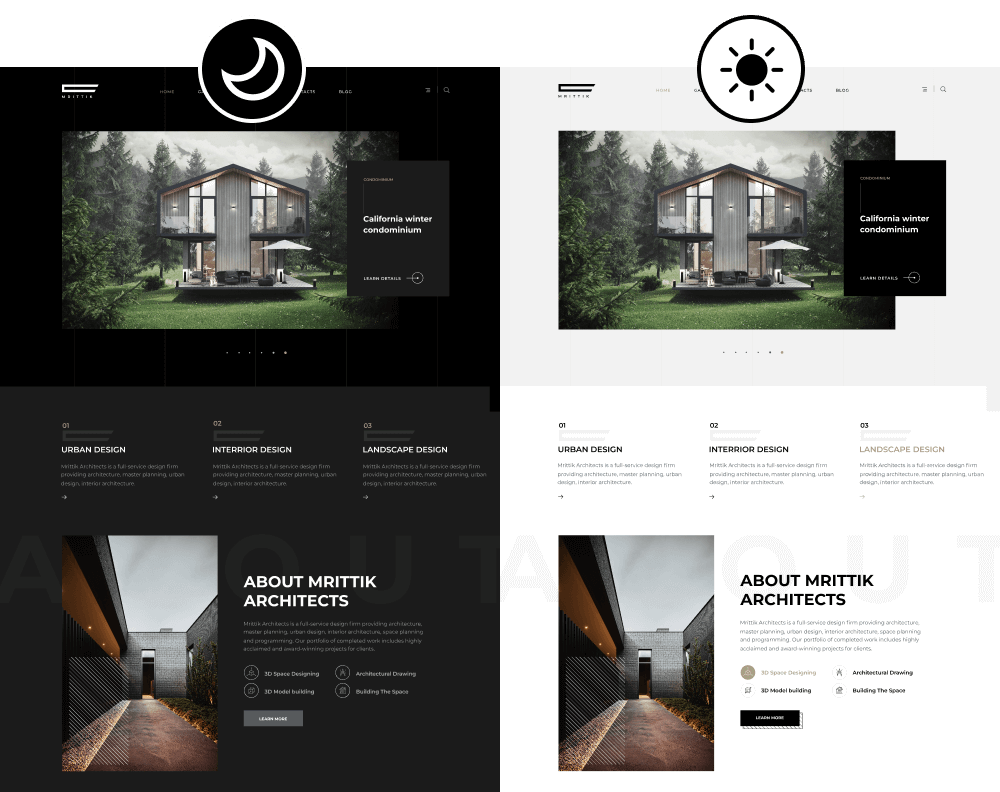 MRITTIK
HOME
BLOG
CONDOMINIUM
California winter
condominium
LEARN DETAILS
01
URBAN DESIGN
Mrittik Architects is a full-service design firm
providing architecture, master planning, urban
design, interior architecture.
02
INTERRIOR DESIGN
Mrittik Architects is a full-service design firm
providing architecture, master planning, urban
design, interior architecture.
03
LANDSCAPE DESIGN
Mrittik Architects is a full-service design firm
providing architecture, master planning, urban
design, interior architecture.
ABOUT
ABOUT MRITTIK
ARCHITECTS
Mrittik Architects is a full-service design firm providing architecture,
master planning, urban design, interior architecture, space planning
and programming. Our portfolio of completed work includes highly
acclaimed and award-winning projects for clients.
3D Space Designing
Architectural Drawing
3D Model building
Building The Space
LEARN MORE
MRITTIK
HOME
BLOG
CONDOMINIUM
California winter
condominium
LEARN DETAILS
01
URBAN DESIGN
Mrittik Architects is a full-service design firm
providing architecture, master planning, urban
design, interior architecture.
02
INTERRIOR DESIGN
Mrittik Architects is a full-service design firm
providing architecture, master planning, urban
design, interior architecture.
03
LANDSCAPE DESIGN
Mrittik Architects is a full-service design firm
providing architecture, master planning, urban
design, interior architecture.
ABOUT MRITTIK
ARCHITECTS
Mrittik Architects is a full-service design firm providing architecture,
master planning, urban design, interior architecture, space planning
and programming. Our portfolio of completed work includes highly
acclaimed and award-winning projects for clients.
3D Space Designing
Architectural Drawing
3D Model building
Building The Space
LEARN MORE